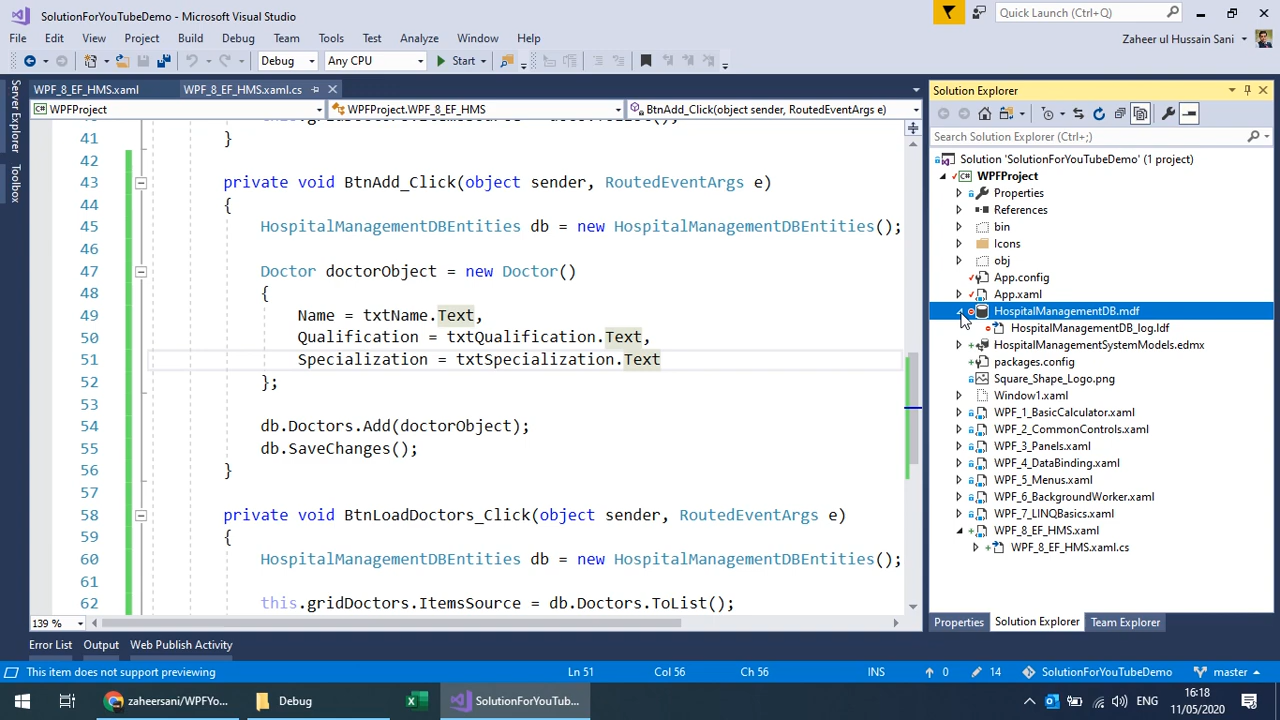 SolutionForYouTubeDemo - Microsoft Visual Studio
Quick Launch (Ctrl+Q)
File Edit View Project Build Debug Team Tools Test Analyze Window Help
Zaheer ul Hussain Sani
Debug Any CPU Start
Server Explorer
Toolbox
WPF_8_EF_HMS.xaml WPF_8_EF_HMS.xaml.cs
WPFProject WPFProject.WPF_8_EF_HMS BtnAdd_Click(object sender, RoutedEventArgs e)
41 }
42
43 private void BtnAdd_Click(object sender, RoutedEventArgs e)
44 {
45 HospitalManagementDBEntities db = new HospitalManagementDBEntities();
46
47 Doctor doctorObject = new Doctor()
48 {
49 Name = txtName.Text,
50 Qualification = txtQualification.Text,
51 Specialization = txtSpecialization.Text
52 };
53
54 db.Doctors.Add(doctorObject);
55 db.SaveChanges();
56 }
57
58 private void BtnLoadDoctors_Click(object sender, RoutedEventArgs e)
59 {
60 HospitalManagementDBEntities db = new HospitalManagementDBEntities();
61
62 this.gridDoctors.ItemsSource = db.Doctors.ToList();
139 %
Solution Explorer
Search Solution Explorer (Ctrl+;)
Solution 'SolutionForYouTubeDemo' (1 project)
C# WPFProject
Properties
References
bin
Icons
obj
App.config
App.xaml
HospitalManagementDB.mdf
HospitalManagementDB_log.ldf
HospitalManagementSystemModels.edmx
packages.config
Square_Shape_Logo.png
Window1.xaml
WPF_1_BasicCalculator.xaml
WPF_2_CommonControls.xaml
WPF_3_Panels.xaml
WPF_4_DataBinding.xaml
WPF_5_Menus.xaml
WPF_6_BackgroundWorker.xaml
WPF_7_LINQBasics.xaml
WPF_8_EF_HMS.xaml
WPF_8_EF_HMS.xaml.cs
Properties Solution Explorer Team Explorer
Error List Output Web Publish Activity
This item does not support previewing Ln 51 Col 56 Ch 56 INS 0 14 SolutionForYouTubeDemo master
zaheersani/WPFYo... Debug SolutionForYouTub... ENG 16:18
11/05/2020